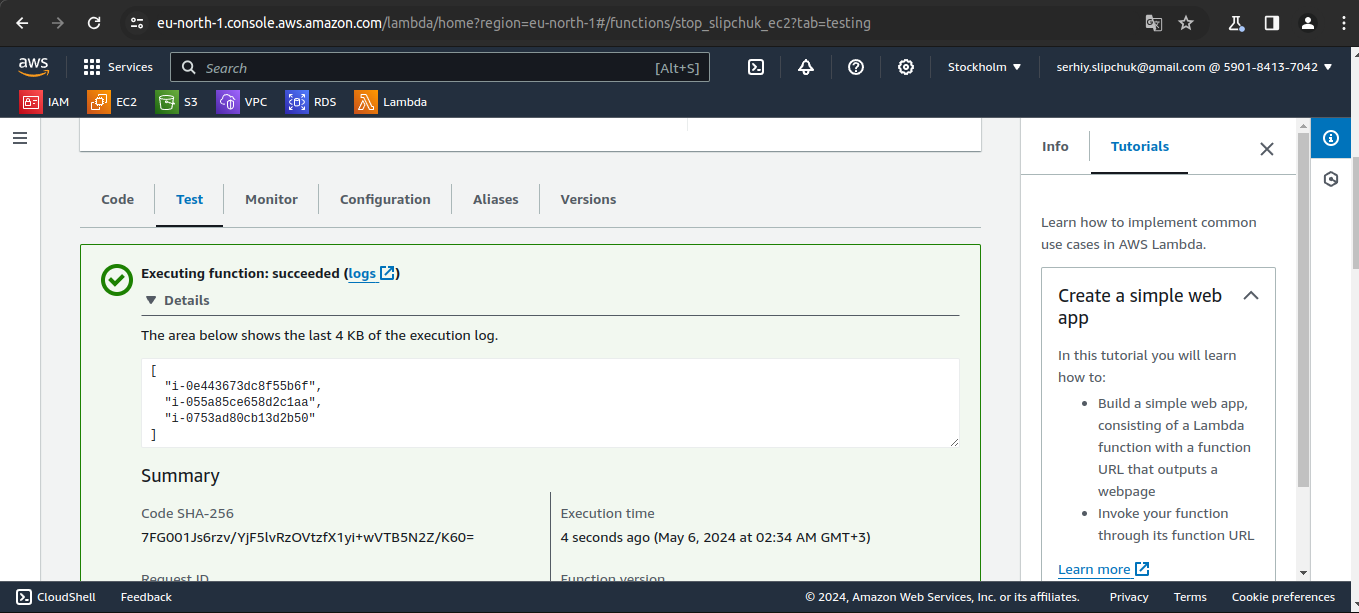 eu-north-1.console.aws.amazon.com/lambda/home?region=eu-north-1#/functions/stop_slipchuk_ec2?tab=testing
aws
Services
Search
[Alt+S]
Stockholm
serhiy.slipchuk@gmail.com @ 5901-8413-7042
IAM
EC2
S3
VPC
RDS
Lambda
Code
Test
Monitor
Configuration
Aliases
Versions
Executing function: succeeded (logs)
Details
The area below shows the last 4 KB of the execution log.
[
"i-0e443673dc8f55b6f",
"i-055a85ce658d2c1aa",
"i-0753ad80cb13d2b50"
]
Summary
Code SHA-256
7FG001Js6rzv/YjF5lvRzOVtzfX1yi+wVTB5N2Z/K60=
Execution time
4 seconds ago (May 6, 2024 at 02:34 AM GMT+3)
Request ID
Function version
Info
Tutorials
Learn how to implement common
use cases in AWS Lambda.
Create a simple web
app
In this tutorial you will learn
how to:
• Build a simple web app,
consisting of a Lambda
function with a function
URL that outputs a
webpage
• Invoke your function
through its function URL
Learn more
CloudShell
Feedback
© 2024, Amazon Web Services, Inc. or its affiliates.
Privacy
Terms
Cookie preferences